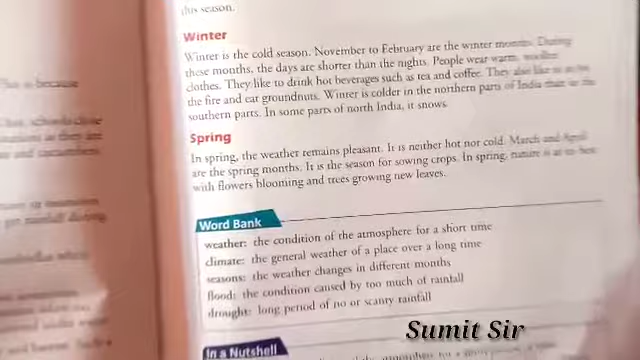 this season.
Winter
Winter is the cold season. November to February are the winter months. During
these months, the days are shorter than the nights. People wear warm, woollen
clothes. They like to drink hot beverages such as tea and coffee. They also like to sit
the fire and eat groundnuts. Winter is colder in the northern parts of India than in the
southern parts. In some parts of north India, it snows.
Spring
In spring, the weather remains pleasant. It is neither hot nor cold. March and April
are the spring months. It is the season for sowing crops. In spring, nature is at its best
with flowers blooming and trees growing new leaves.
Word Bank
weather: the condition of the atmosphere for a short time
climate: the general weather of a place over a long time
seasons: the weather changes in different months
flood: the condition caused by too much of rainfall
drought: long period of no or scanty rainfall
Sumit Sir
In a Nutshell